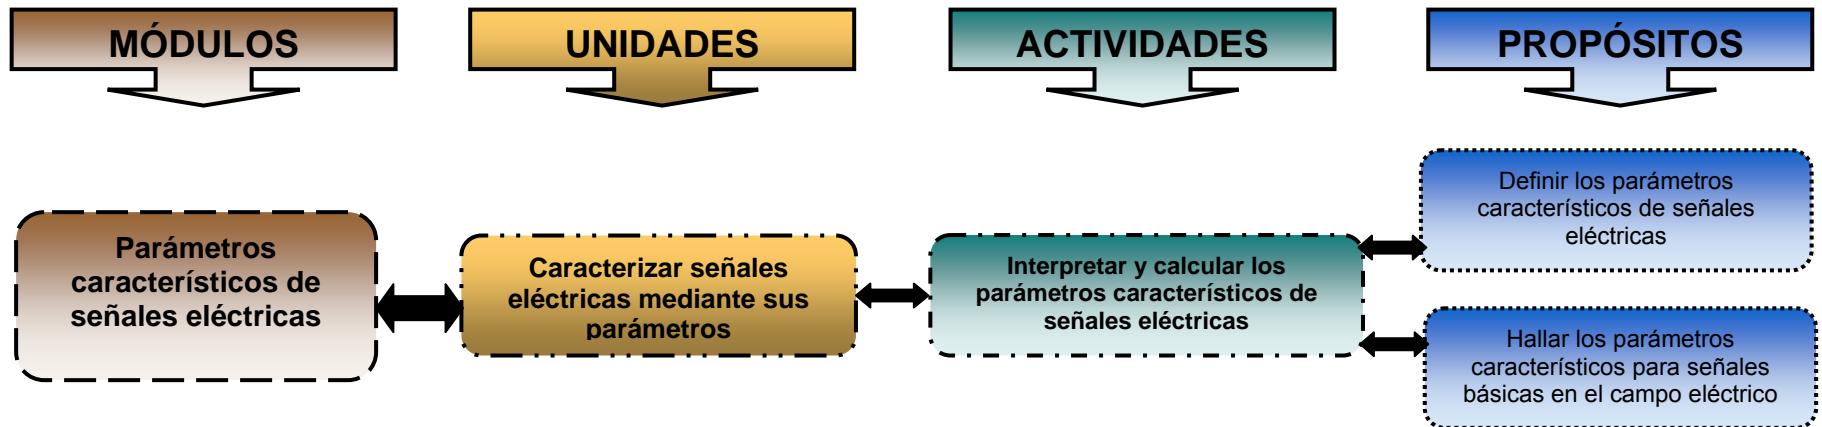 MÓDULOS
UNIDADES
ACTIVIDADES
PROPÓSITOS
Parámetros
característicos de
señales eléctricas
Caracterizar señales
eléctricas mediante sus
parámetros
Interpretar y calcular los
parámetros característicos de
señales eléctricas
Definir los parámetros
característicos de señales
eléctricas
Hallar los parámetros
característicos para señales
básicas en el campo eléctrico